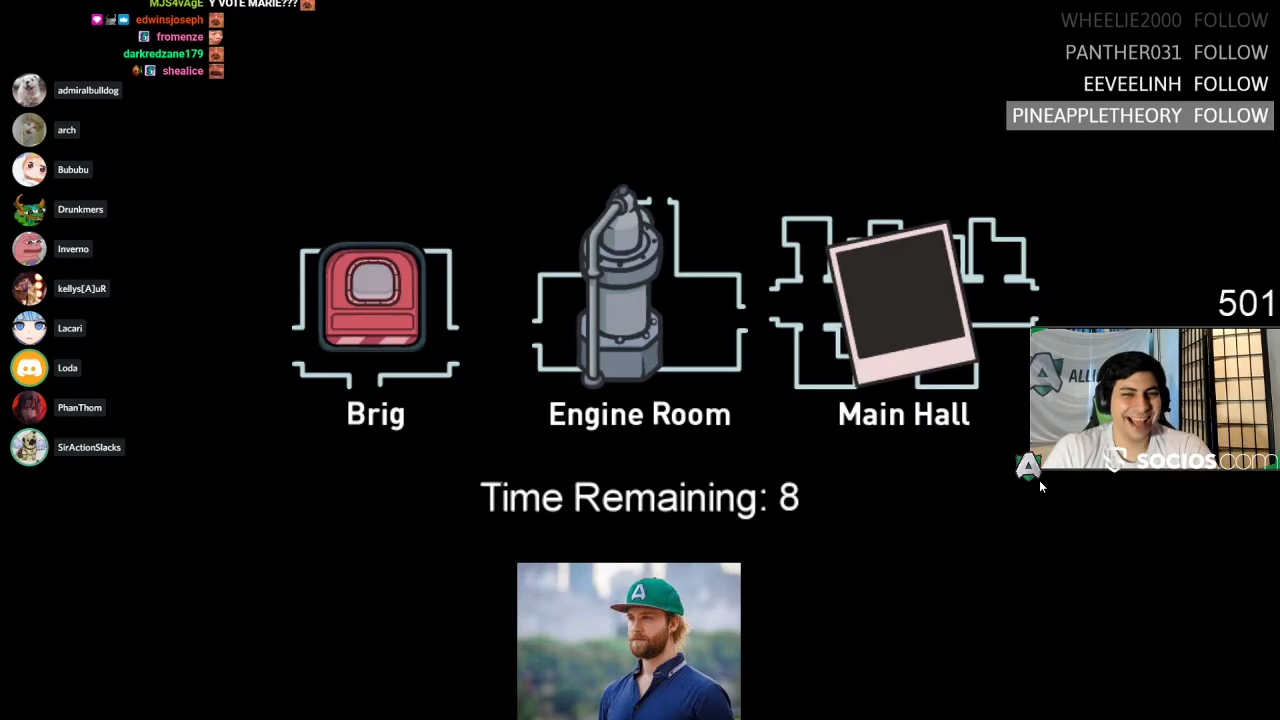 MJS4VAgE Y VOTE MARIE???
edwinsjoseph
fromenze
darkredzane179
shealice
WHEELIE2000 FOLLOW
PANTHER031 FOLLOW
EEVEELINH FOLLOW
PINEAPPLETHEORY FOLLOW
admiralbulldog
arch
Bububu
Drunkmers
Inverno
kellys[A]uR
Lacari
Loda
PhanThom
SirActionSlacks
Brig
Engine Room
Main Hall
Time Remaining: 8
501
ALLI
socios.com